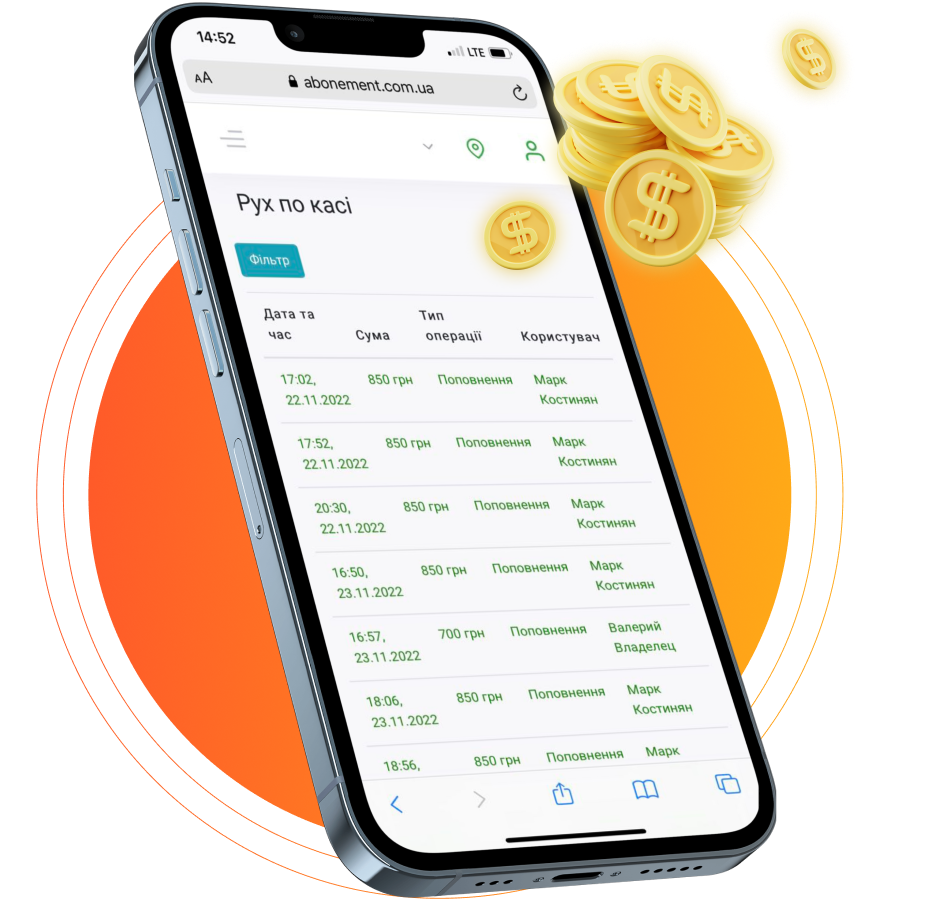 14:52 LTE
AA abonement.com.ua
Рух по касі
Фільтр
Дата та час Сума Тип операції Користувач
17:02, 850 грн Поповнення Марк
22.11.2022 Костинян
17:52, 850 грн Поповнення Марк
22.11.2022 Костинян
20:30, 850 грн Поповнення Марк
22.11.2022 Костинян
16:50, 850 грн Поповнення Марк
23.11.2022 Костинян
16:57, 700 грн Поповнення Валерий
23.11.2022 Владелец
18:06, 850 грн Поповнення Марк
23.11.2022 Костинян
18:56, 850 грн Поповнення Марк